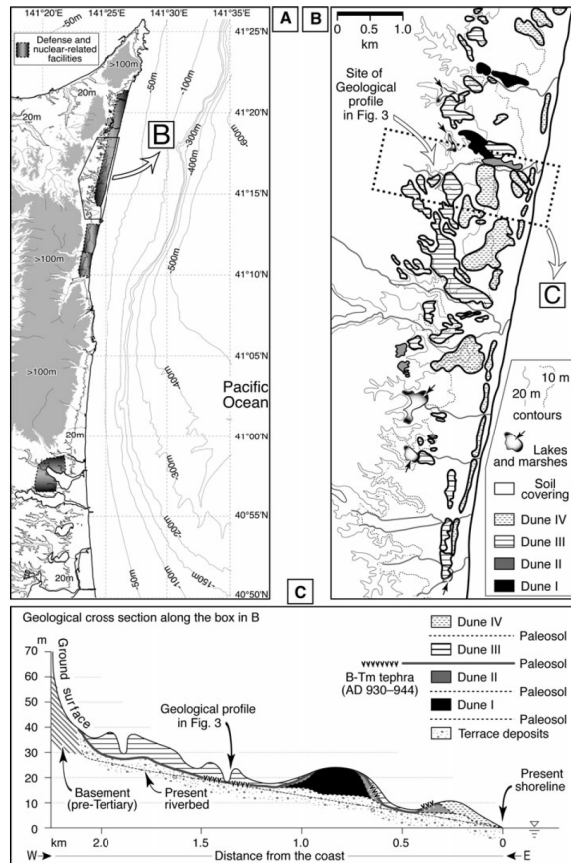 141°20'E
141°25'E
141°30'E
141°35'E
A
B
-50m
Defense and
nuclear-related
facilities
>100m
20m
20m
>100m
B
-50m
-100m
-300m
-400m
-600m
-500m
41°20'N
41°15'N
41°10'N
41°05'N
41°00'N
40°55'N
40°50'N
>100m
>100m
20m
20m
-400m
-300m
-200m
-150m
-100m
-50m
Pacific
Ocean
0 0.5 1.0
km
Site of
Geological
profile
in Fig. 3
C
10 m
20 m
contours
Lakes
and marshes
Soil
covering
Dune IV
Dune III
Dune II
Dune I
C
Geological cross section along the box in B
m
70
60
50
40
30
20
10
0
Ground surface
Geological profile
in Fig. 3
Basement
(pre-Tertiary)
Present
riverbed
Present
shoreline
Dune IV
Paleosol
Dune III
B-Tm tephra
(AD 930–944)
Paleosol
Dune II
Paleosol
Dune I
Paleosol
Terrace deposits
km 2.0 1.5 1.0 0.5 0
W Distance from the coast E